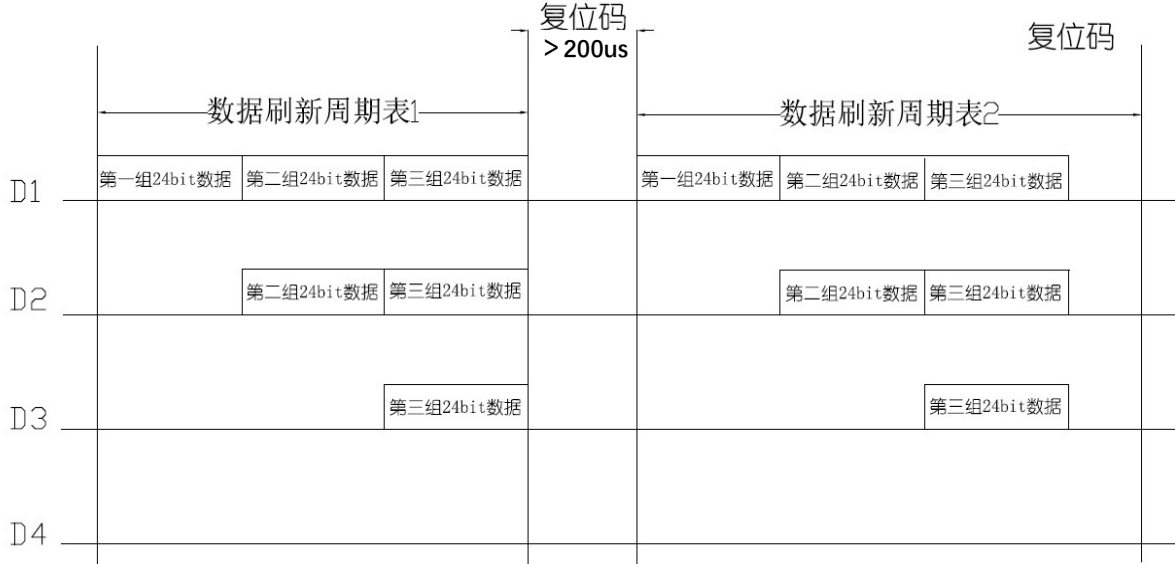 复位码
>200us
复位码
数据刷新周期表1
数据刷新周期表2
D1
第一组24bit数据
第二组24bit数据
第三组24bit数据
第一组24bit数据
第二组24bit数据
第三组24bit数据
D2
第二组24bit数据
第三组24bit数据
第二组24bit数据
第三组24bit数据
D3
第三组24bit数据
第三组24bit数据
D4